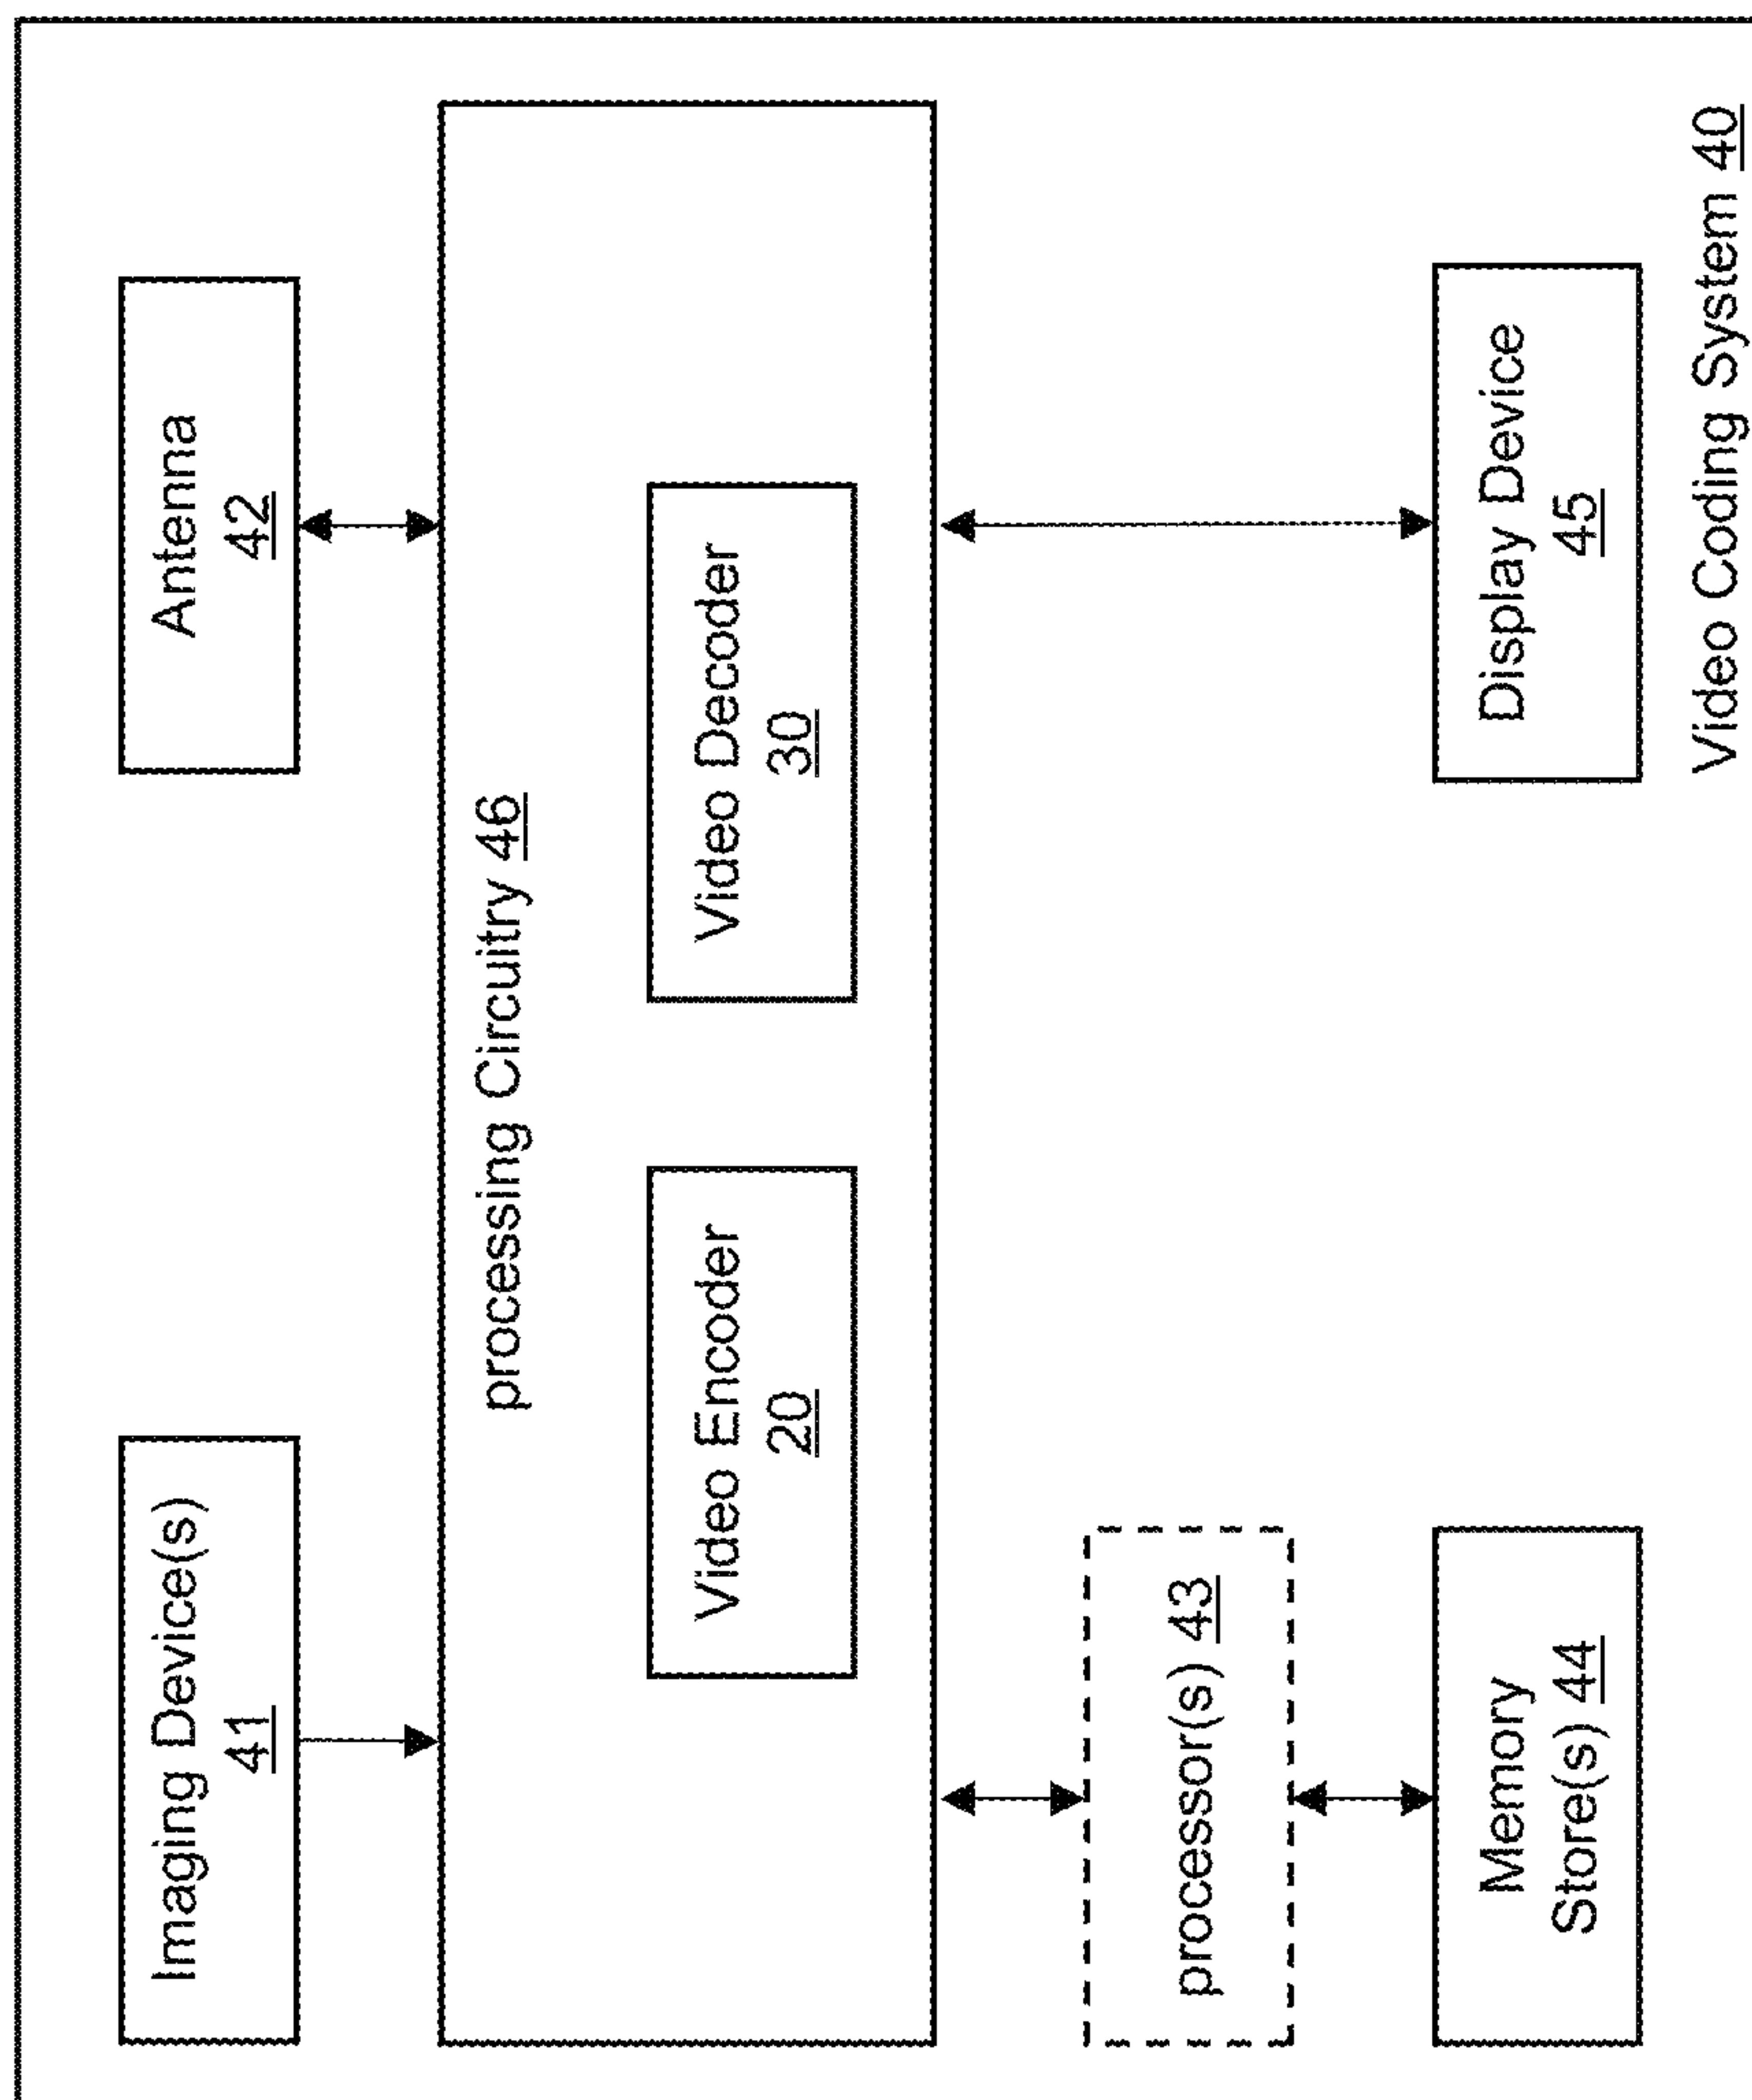 Imaging Device(s)
41
Antenna
42
processing Circuitry 46
Video Encoder
20
Video Decoder
30
processor(s) 43
Memory
Store(s) 44
Display Device
45
Video Coding System 40